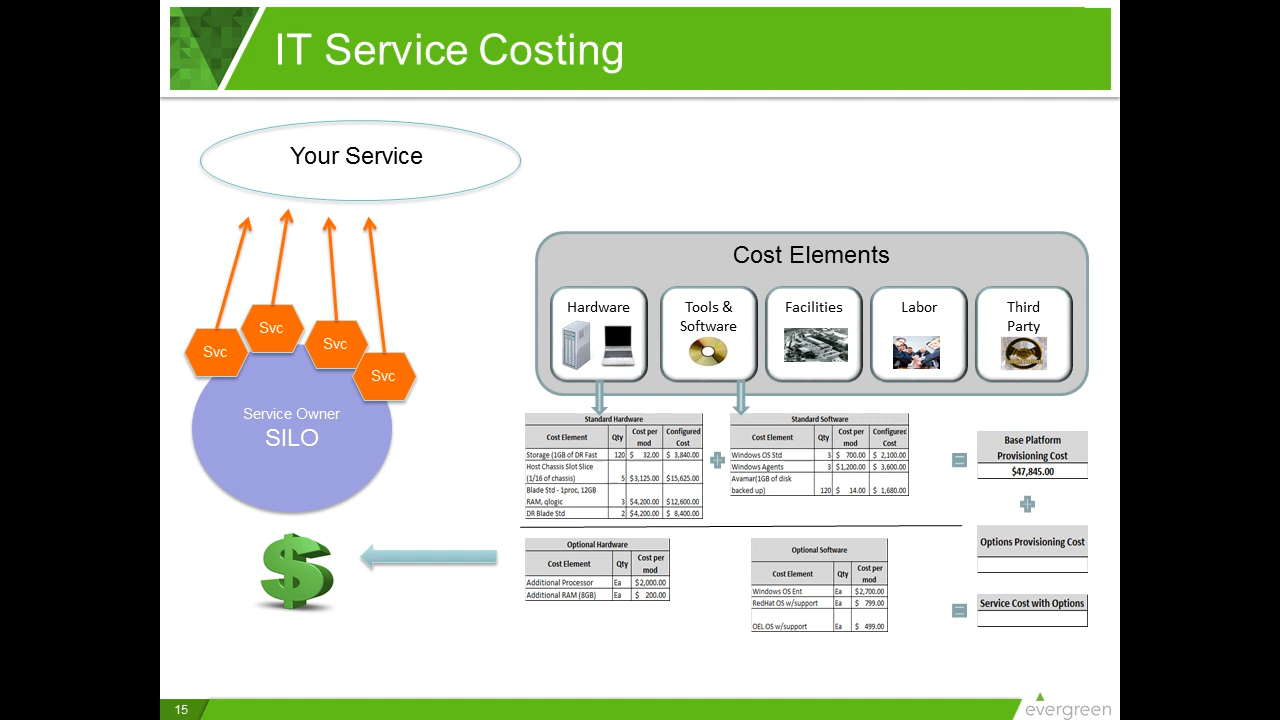 IT Service Costing
Your Service
Svc
Svc
Svc
Svc
Service Owner
SILO
Cost Elements
Hardware
Tools &
Software
Facilities
Labor
Third
Party
Standard Hardware
Cost Element Qty Cost per mod Configured Cost
Storage (1GB of DR Fast 120 $ 32.00 $ 3,840.00
Host Chassis Slot Slice
(1/16 of chassis) 5 $3,125.00 $15,625.00
Blade Std - 1proc, 12GB
RAM, qlogic 3 $4,200.00 $12,600.00
DR Blade Std 2 $4,200.00 $ 8,400.00
Standard Software
Cost Element Qty Cost per mod Configured Cost
Windows OS Std 3 $ 700.00 $ 2,100.00
Windows Agents 3 $1,200.00 $ 3,600.00
Avamar(1GB of disk
backed up) 120 $ 14.00 $ 1,680.00
Base Platform
Provisioning Cost
$47,845.00
Options Provisioning Cost
Service Cost with Options
Optional Hardware
Cost Element Qty Cost per mod
Additional Processor Ea $2,000.00
Additional RAM (8GB) Ea $ 200.00
Optional Software
Cost Element Qty Cost per mod
Windows OS Ent Ea $2,700.00
RedHat OS w/support Ea $ 799.00
OEL OS w/support Ea $ 499.00
15
evergreen